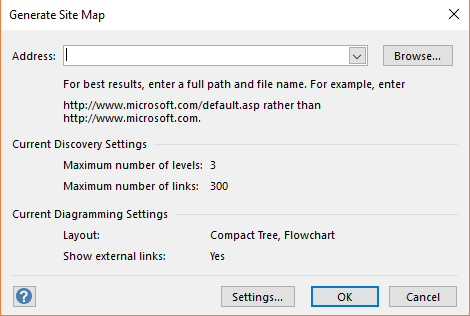 Generate Site Map
Address:
Browse...
For best results, enter a full path and file name. For example, enter
http://www.microsoft.com/default.asp rather than
http://www.microsoft.com.
Current Discovery Settings
Maximum number of levels: 3
Maximum number of links: 300
Current Diagramming Settings
Layout: Compact Tree, Flowchart
Show external links: Yes
? Settings... OK Cancel